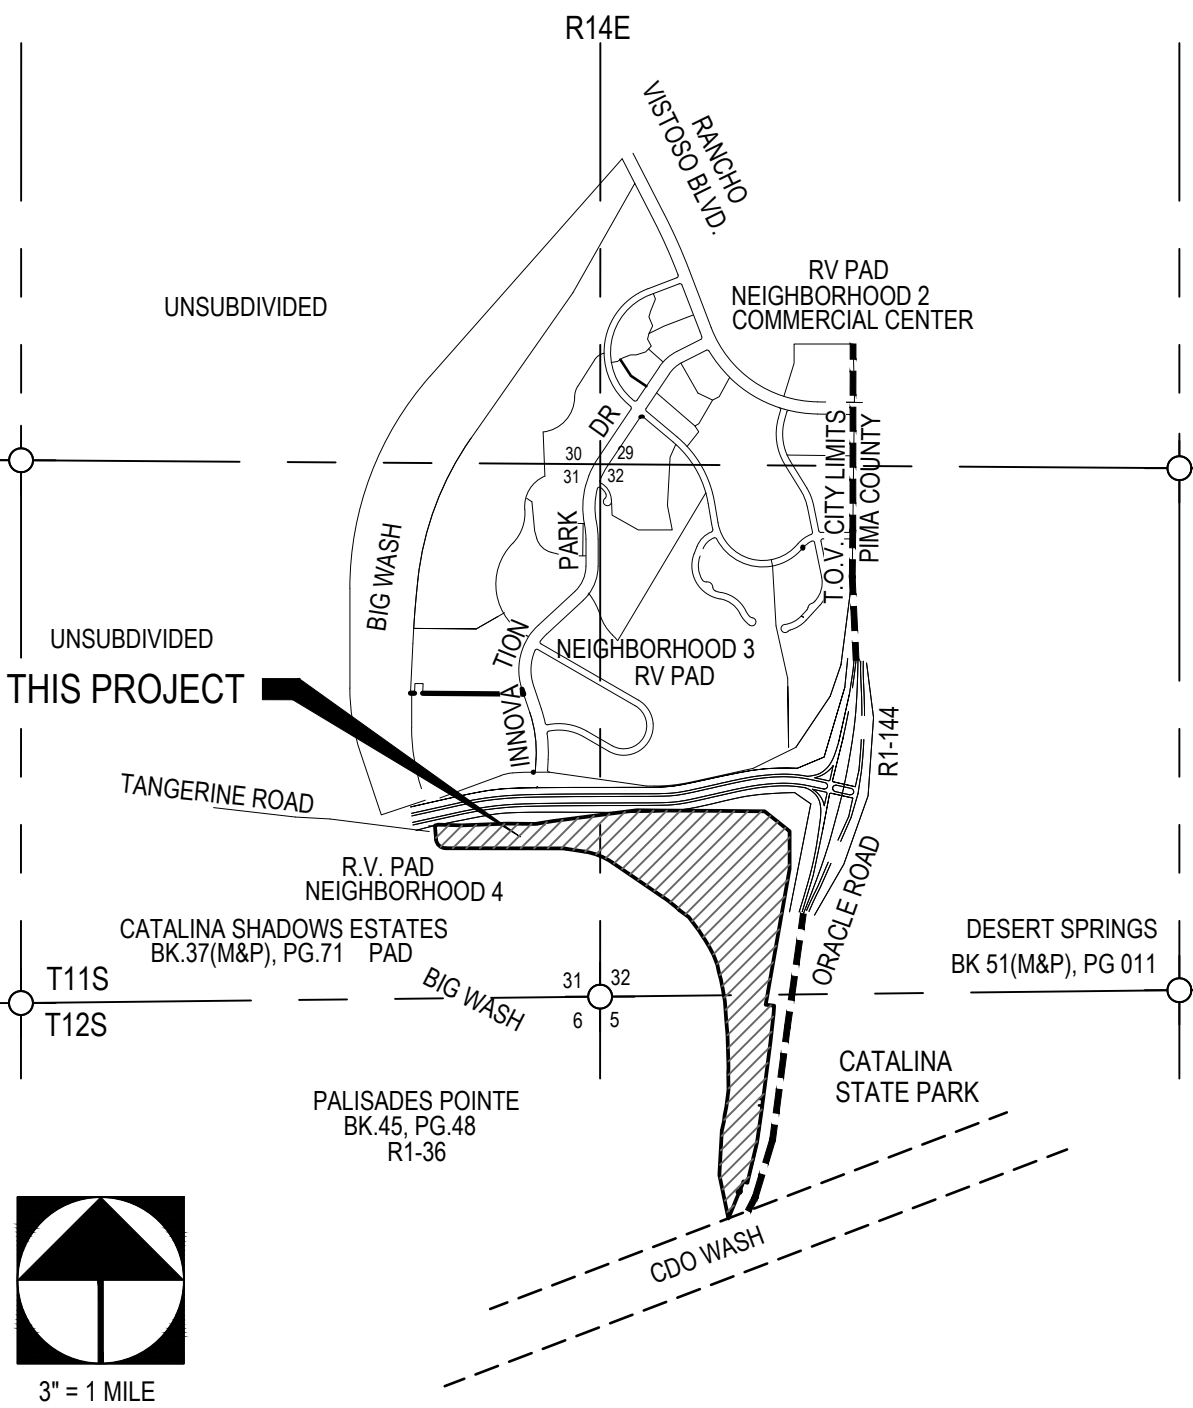 R14E
RANCHO
VISTOSO BLVD.
RV PAD
NEIGHBORHOOD 2
COMMERCIAL CENTER
UNSUBDIVIDED
DR
30
29
31
32
T.O.V. CITY LIMITS
PIMA COUNTY
PARK
BIG WASH
UNSUBDIVIDED
TION
NEIGHBORHOOD 3
RV PAD
THIS PROJECT
INNOVA
R1-144
TANGERINE ROAD
R.V. PAD
NEIGHBORHOOD 4
ORACLE ROAD
CATALINA SHADOWS ESTATES
BK.37(M&P), PG.71 PAD
DESERT SPRINGS
BK 51(M&P), PG 011
T11S
T12S
BIG WASH
31
32
6
5
CATALINA
STATE PARK
PALISADES POINTE
BK.45, PG.48
R1-36
CDO WASH
3" = 1 MILE